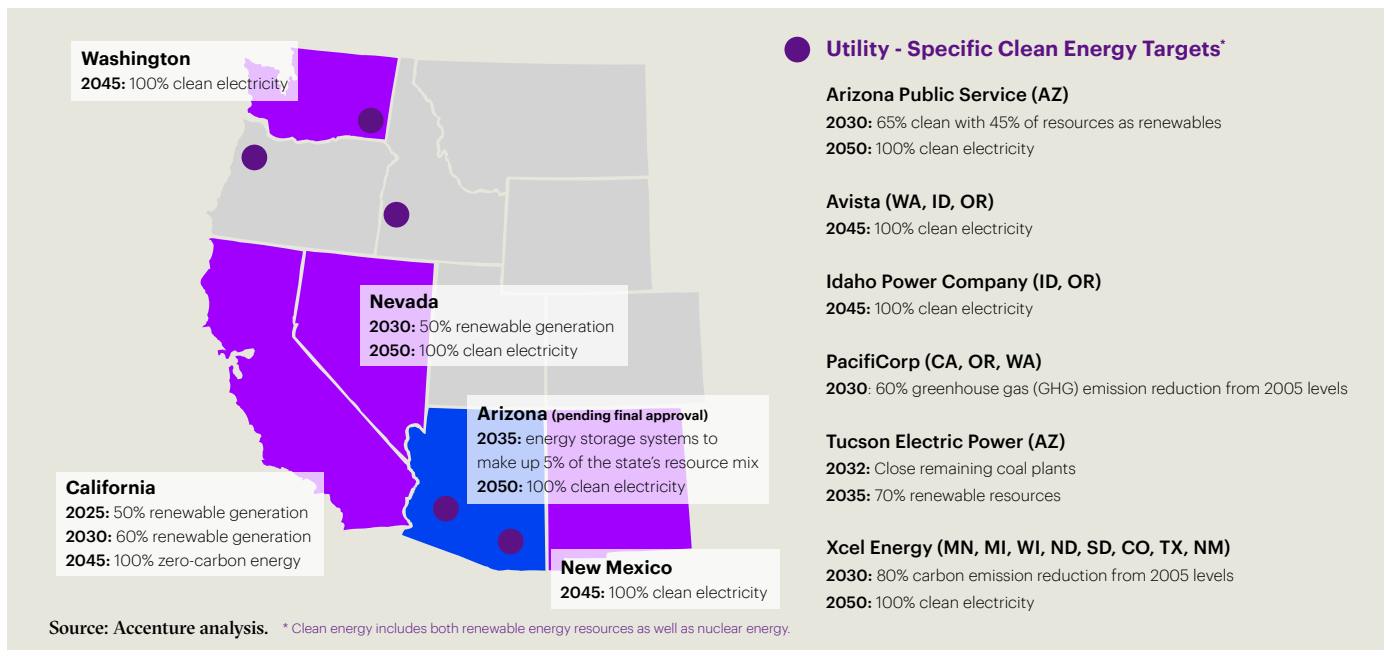 Washington
2045: 100% clean electricity
Nevada
2030: 50% renewable generation
2050: 100% clean electricity
Arizona (pending final approval)
2035: energy storage systems to
make up 5% of the state's resource mix
2050: 100% clean electricity
California
2025: 50% renewable generation
2030: 60% renewable generation
2045: 100% zero-carbon energy
New Mexico
2045: 100% clean electricity
Utility - Specific Clean Energy Targets*
Arizona Public Service (AZ)
2030: 65% clean with 45% of resources as renewables
2050: 100% clean electricity
Avista (WA, ID, OR)
2045: 100% clean electricity
Idaho Power Company (ID, OR)
2045: 100% clean electricity
PacifiCorp (CA, OR, WA)
2030: 60% greenhouse gas (GHG) emission reduction from 2005 levels
Tucson Electric Power (AZ)
2032: Close remaining coal plants
2035: 70% renewable resources
Xcel Energy (MN, MI, WI, ND, SD, CO, TX, NM)
2030: 80% carbon emission reduction from 2005 levels
2050: 100% clean electricity
Source: Accenture analysis. * Clean energy includes both renewable energy resources as well as nuclear energy.